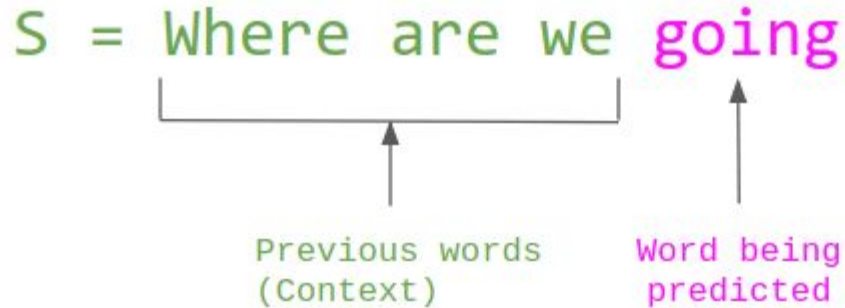 S = Where are we going
Previous words
(Context)
Word being
predicted